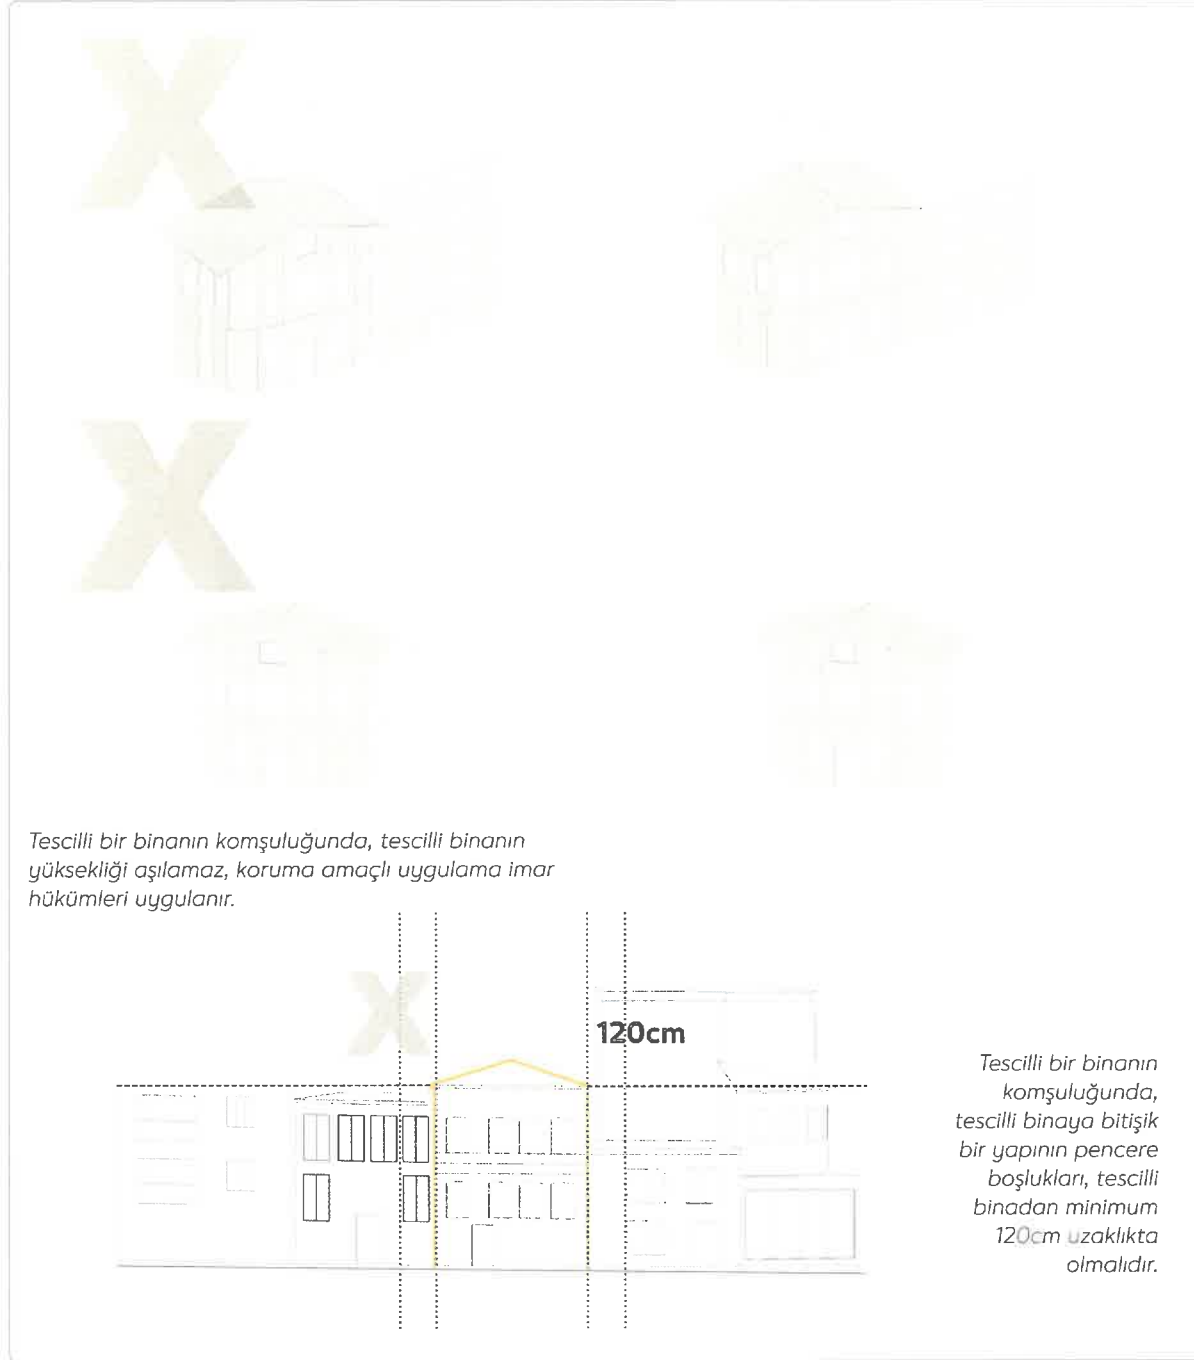 Tescilli bir binanın komşuluğunda, tescilli binanın
yüksekliği aşılamaz, koruma amaçlı uygulama imar
hükümleri uygulanır.
120cm
Tescilli bir binanın
komşuluğunda,
tescilli binaya bitişik
bir yapının pencere
boşlukları, tescilli
binadan minimum
120cm uzaklıkta
olmalıdır.